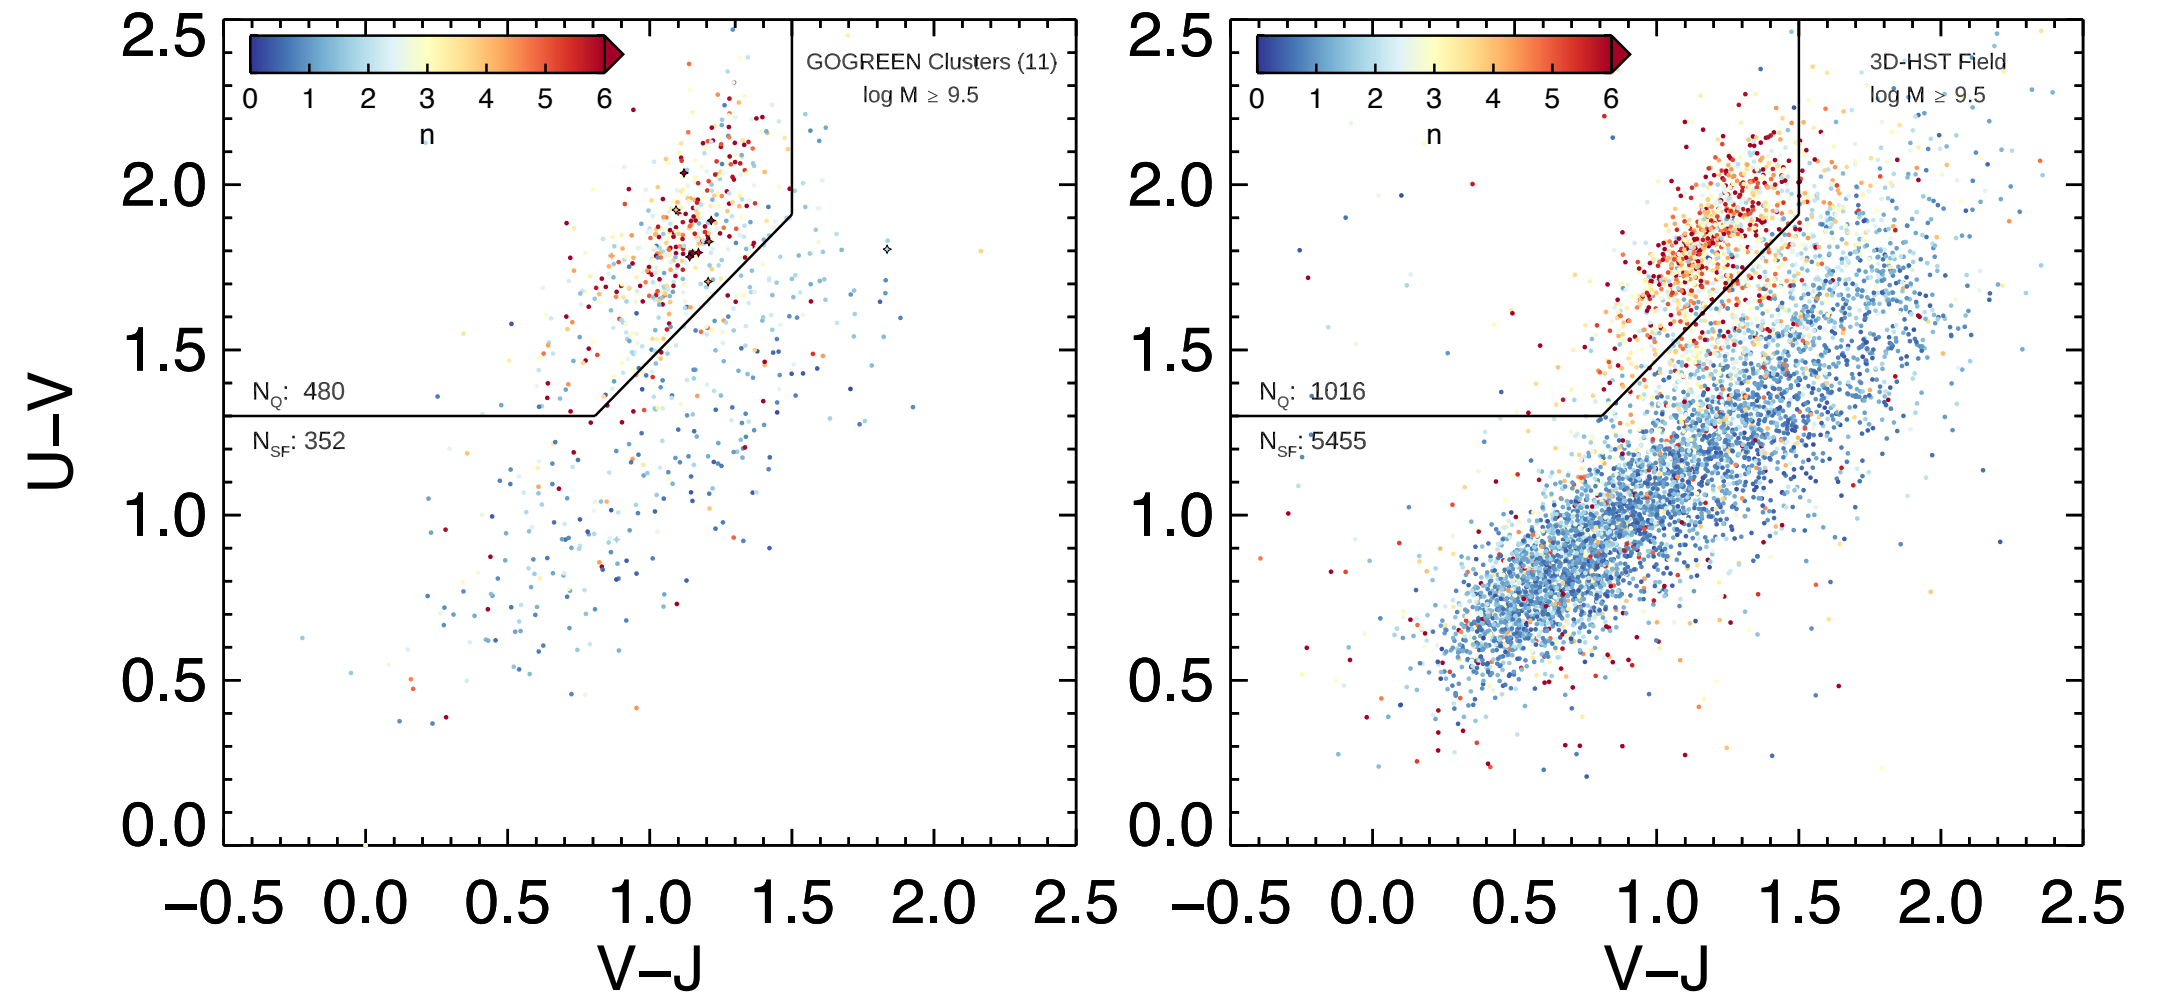 2.5
2.0
1.5
1.0
0.5
0.0
U−V
0 1 2 3 4 5 6
n
GOGREEN Clusters (11)
log M ≥ 9.5
NQ: 480
NSF: 352
−0.5 0.0 0.5 1.0 1.5 2.0 2.5
V−J
2.5
2.0
1.5
1.0
0.5
0.0
0 1 2 3 4 5 6
n
3D-HST Field
log M ≥ 9.5
NQ: 1016
NSF: 5455
−0.5 0.0 0.5 1.0 1.5 2.0 2.5
V−J